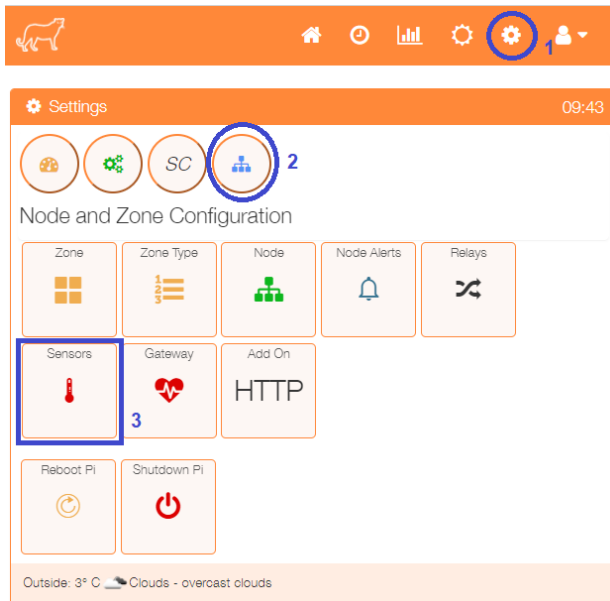 1
Settings
09:43
SC
2
Node and Zone Configuration
Zone
Zone Type
Node
Node Alerts
Relays
1
2
3
Sensors
Gateway
Add On
HTTP
3
Reboot Pi
Shutdown Pi
Outside: 3° C Clouds - overcast clouds